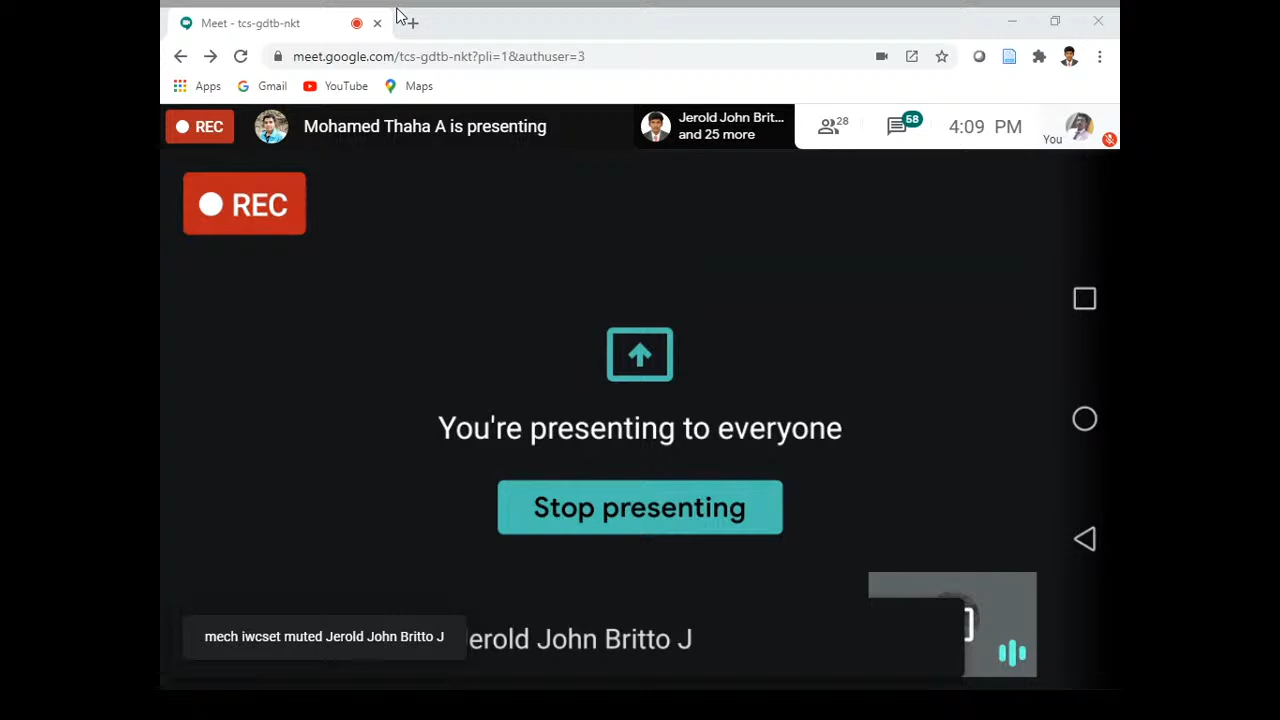 Meet - tcs-gdtb-nkt
meet.google.com/tcs-gdtb-nkt?pli=1&authuser=3
Apps Gmail YouTube Maps
REC
Mohamed Thaha A is presenting
Jerold John Brit...
and 25 more
28
58
4:09 PM
You
REC
You're presenting to everyone
Stop presenting
mech iwcset muted Jerold John Britto J
erold John Britto J